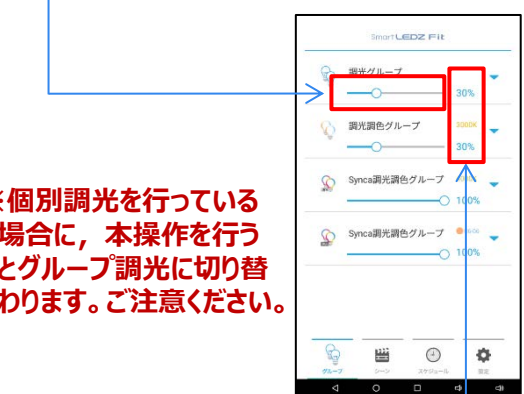 Smart LEDZ Fit
調光グループ
30%
調光調色グループ
3000K
30%
Synca調光調色グループ
100%
Synca調光調色グループ
100%
※個別調光を行っている
場合に，本操作を行う
とグループ調光に切り替
わります。ご注意ください。
グループ
シーン
スケジュール
設定